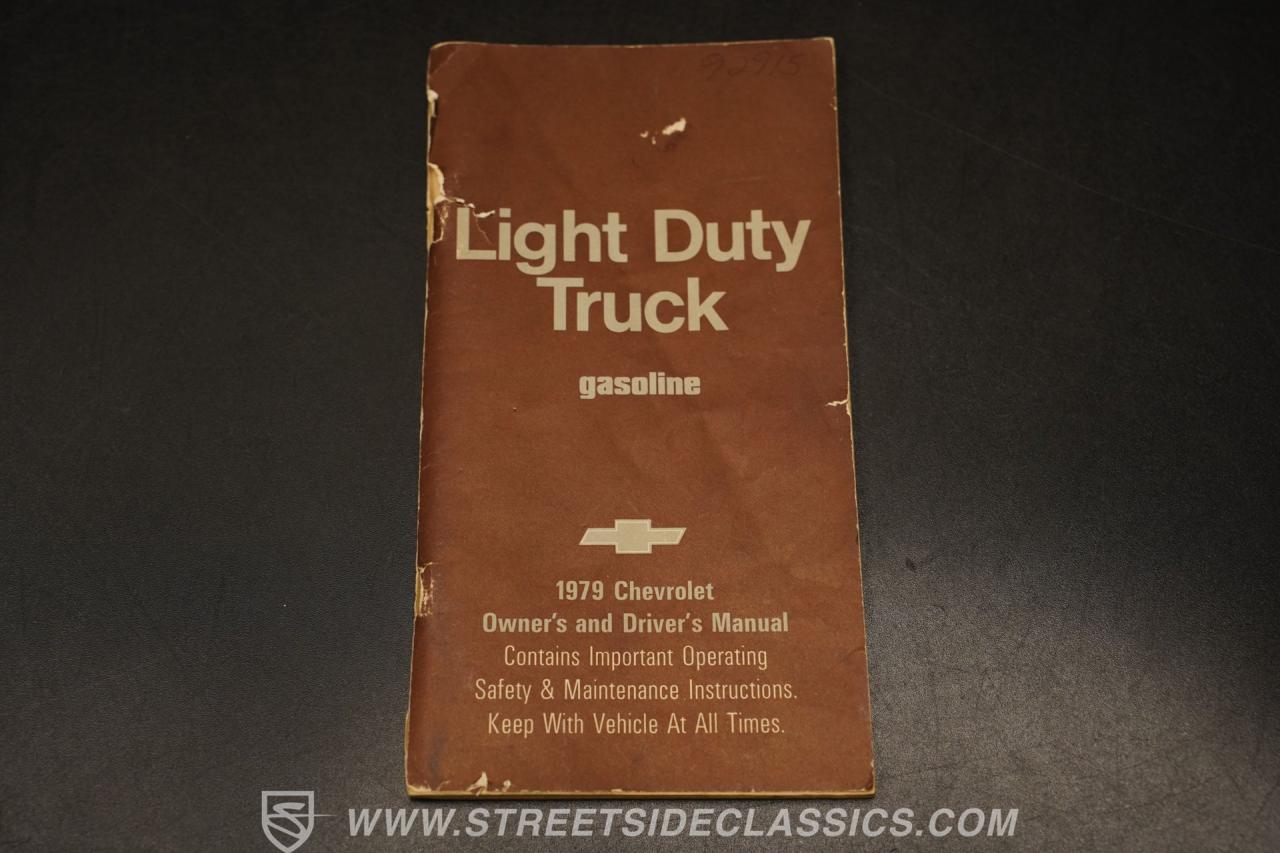 92915
Light Duty
Truck
gasoline
1979 Chevrolet
Owner's and Driver's Manual
Contains Important Operating
Safety & Maintenance Instructions.
Keep With Vehicle At All Times.
WWW.STREETSIDECLASSICS.COM